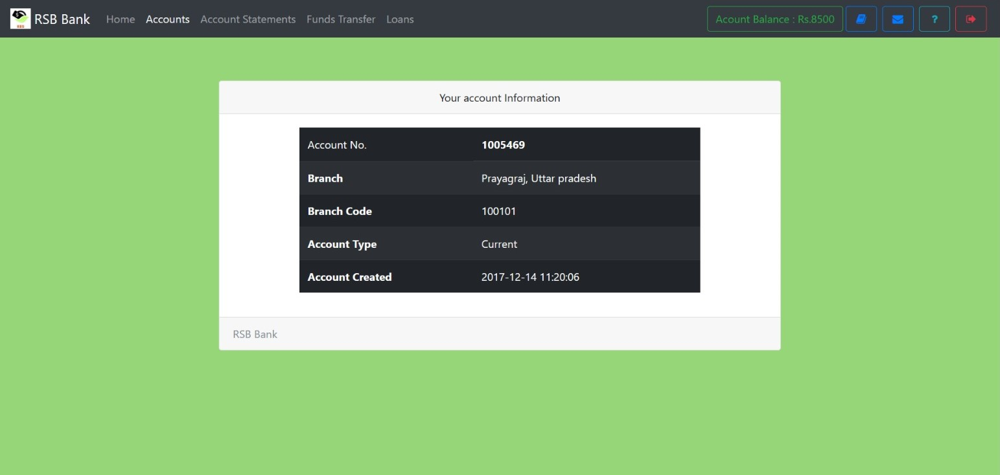 RSB Bank Home Accounts Account Statements Funds Transfer Loans Acount Balance : Rs.8500 ?
Your account Information
Account No. 1005469
Branch Prayagraj, Uttar pradesh
Branch Code 100101
Account Type Current
Account Created 2017-12-14 11:20:06
RSB Bank